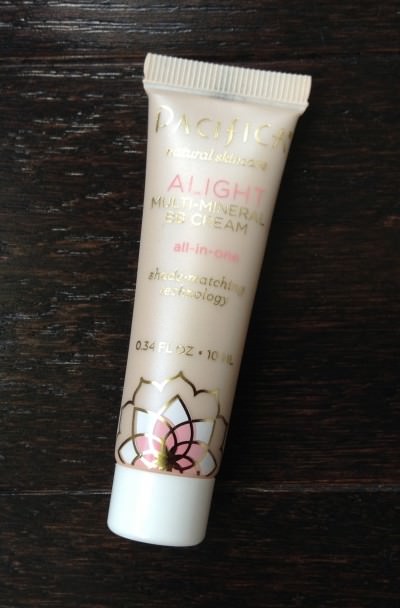 PACIFICA
natural skincare
ALIGHT
MULTI-MINERAL
BB CREAM
all-in-one
shade-matching
technology
0.34 FL OZ • 10 ML